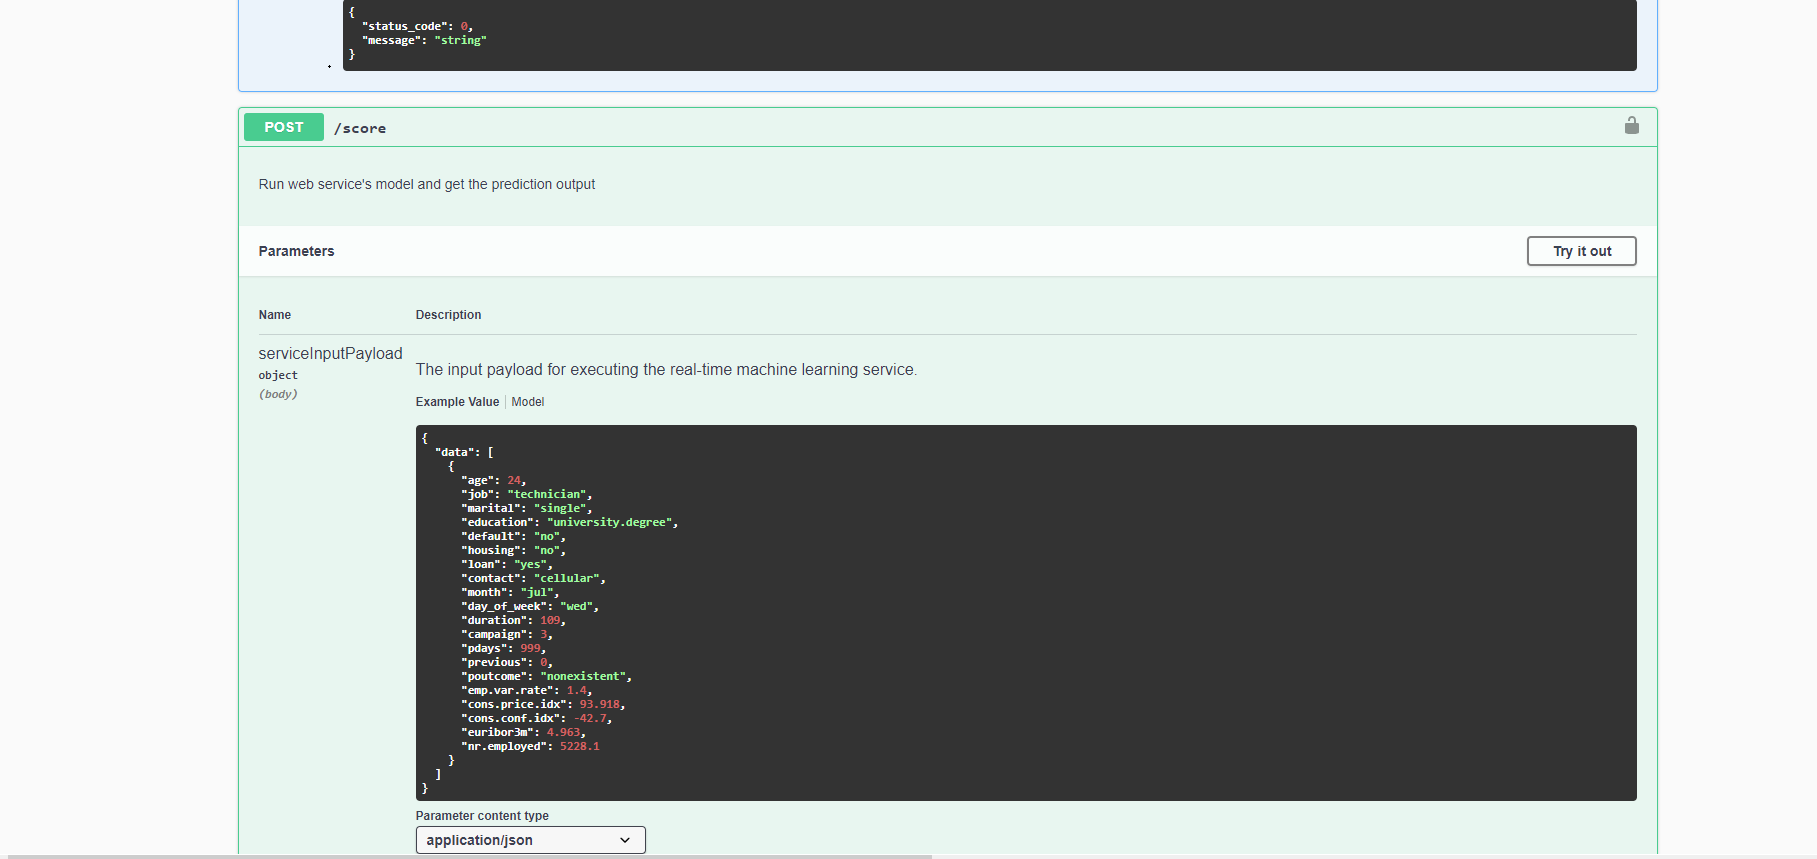 {
"status_code": 0,
"message": "string"
}
POST /score
Run web service's model and get the prediction output
Parameters
Try it out
Name Description
serviceInputPayload
object
(body)
The input payload for executing the real-time machine learning service.
Example Value Model
{
"data": [
{
"age": 24,
"job": "technician",
"marital": "single",
"education": "university.degree",
"default": "no",
"housing": "no",
"loan": "yes",
"contact": "cellular",
"month": "jul",
"day_of_week": "wed",
"duration": 109,
"campaign": 3,
"pdays": 999,
"previous": 0,
"poutcome": "nonexistent",
"emp.var.rate": 1.4,
"cons.price.idx": 93.918,
"cons.conf.idx": -42.7,
"euribor3m": 4.963,
"nr.employed": 5228.1
}
]
}
Parameter content type
application/json